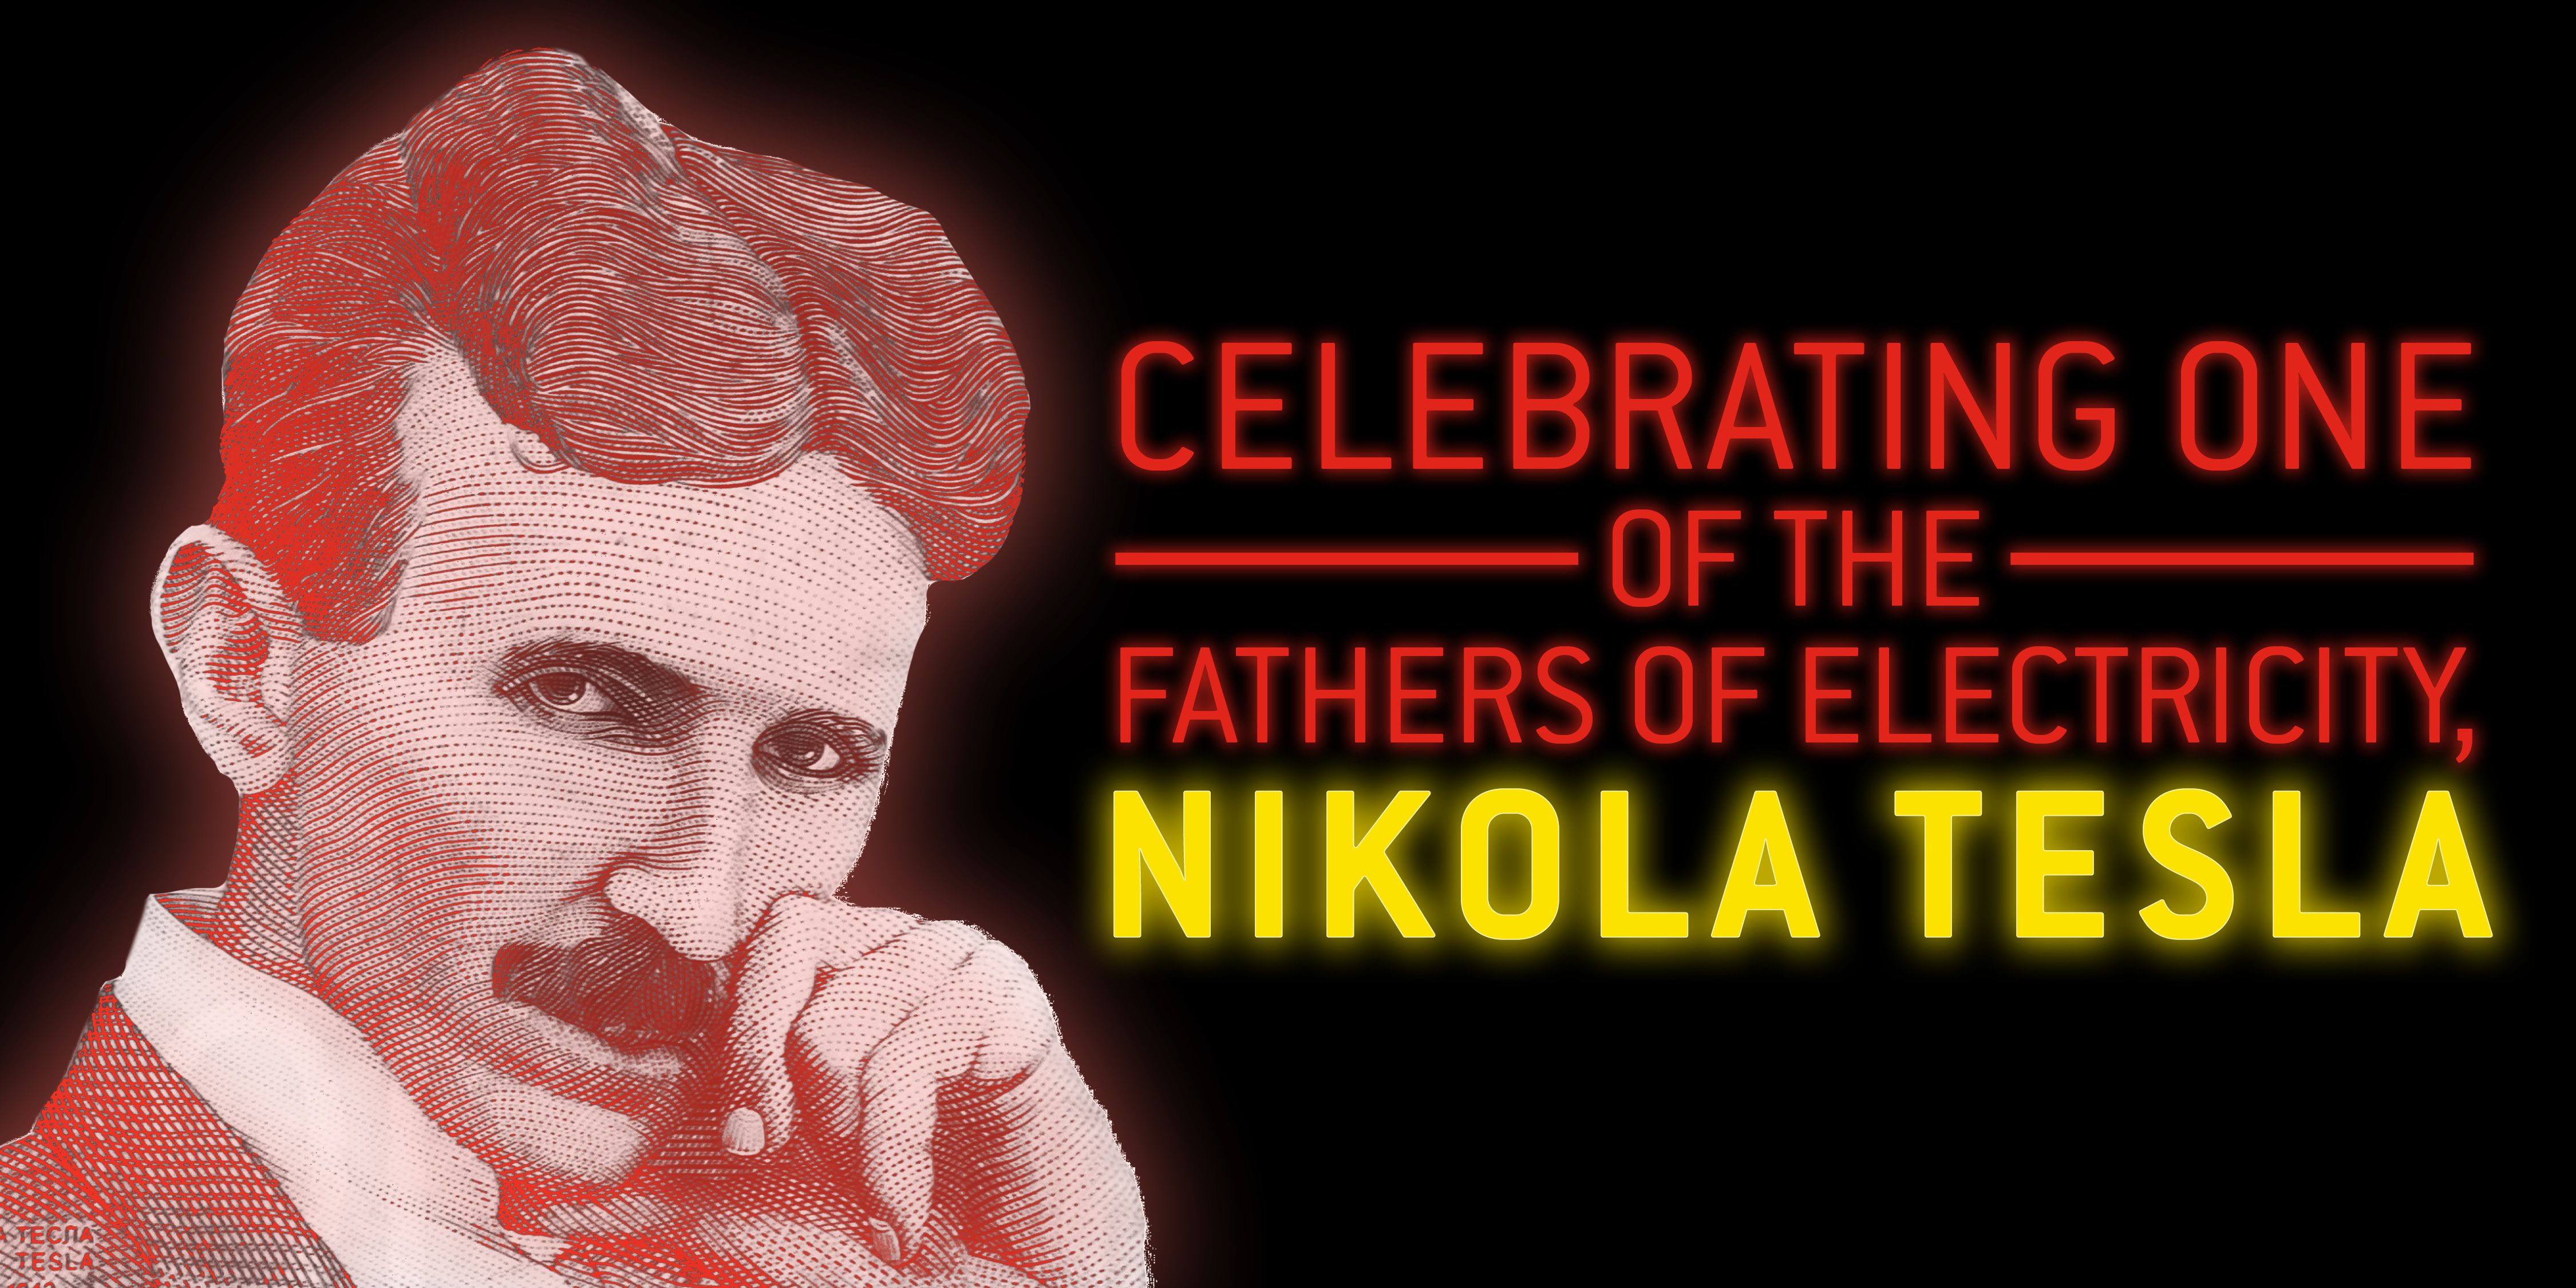 CELEBRATING ONE
OF THE
FATHERS OF ELECTRICITY,
NIKOLA TESLA
ТЕСЛА
TESLA